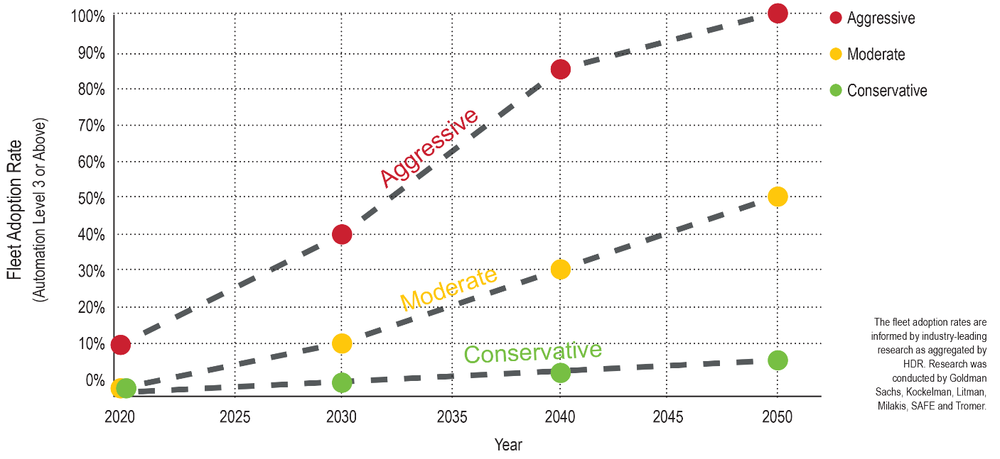 100%
90%
80%
70%
60%
50%
40%
30%
20%
10%
0%
Fleet Adoption Rate
(Automation Level 3 or Above)
Aggressive
Moderate
Conservative
2020 2025 2030 2035 2040 2045 2050
Year
Aggressive
Moderate
Conservative
The fleet adoption rates are
informed by industry-leading
research as aggregated by
HDR. Research was
conducted by Goldman
Sachs, Kockelman, Litman,
Milakis, SAFE and Tromer.